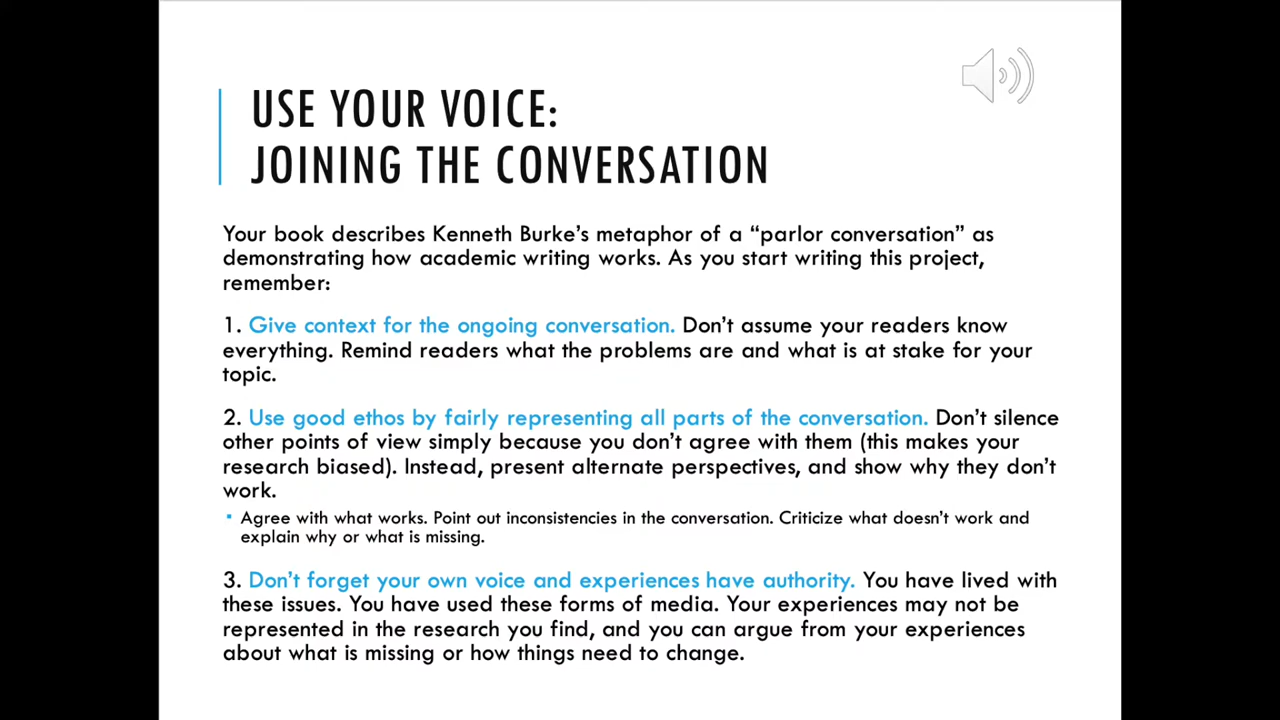 USE YOUR VOICE:
JOINING THE CONVERSATION
Your book describes Kenneth Burke’s metaphor of a “parlor conversation” as
demonstrating how academic writing works. As you start writing this project,
remember:
1. Give context for the ongoing conversation. Don’t assume your readers know
everything. Remind readers what the problems are and what is at stake for your
topic.
2. Use good ethos by fairly representing all parts of the conversation. Don’t silence
other points of view simply because you don’t agree with them (this makes your
research biased). Instead, present alternate perspectives, and show why they don’t
work.
▪ Agree with what works. Point out inconsistencies in the conversation. Criticize what doesn’t work and
explain why or what is missing.
3. Don’t forget your own voice and experiences have authority. You have lived with
these issues. You have used these forms of media. Your experiences may not be
represented in the research you find, and you can argue from your experiences
about what is missing or how things need to change.